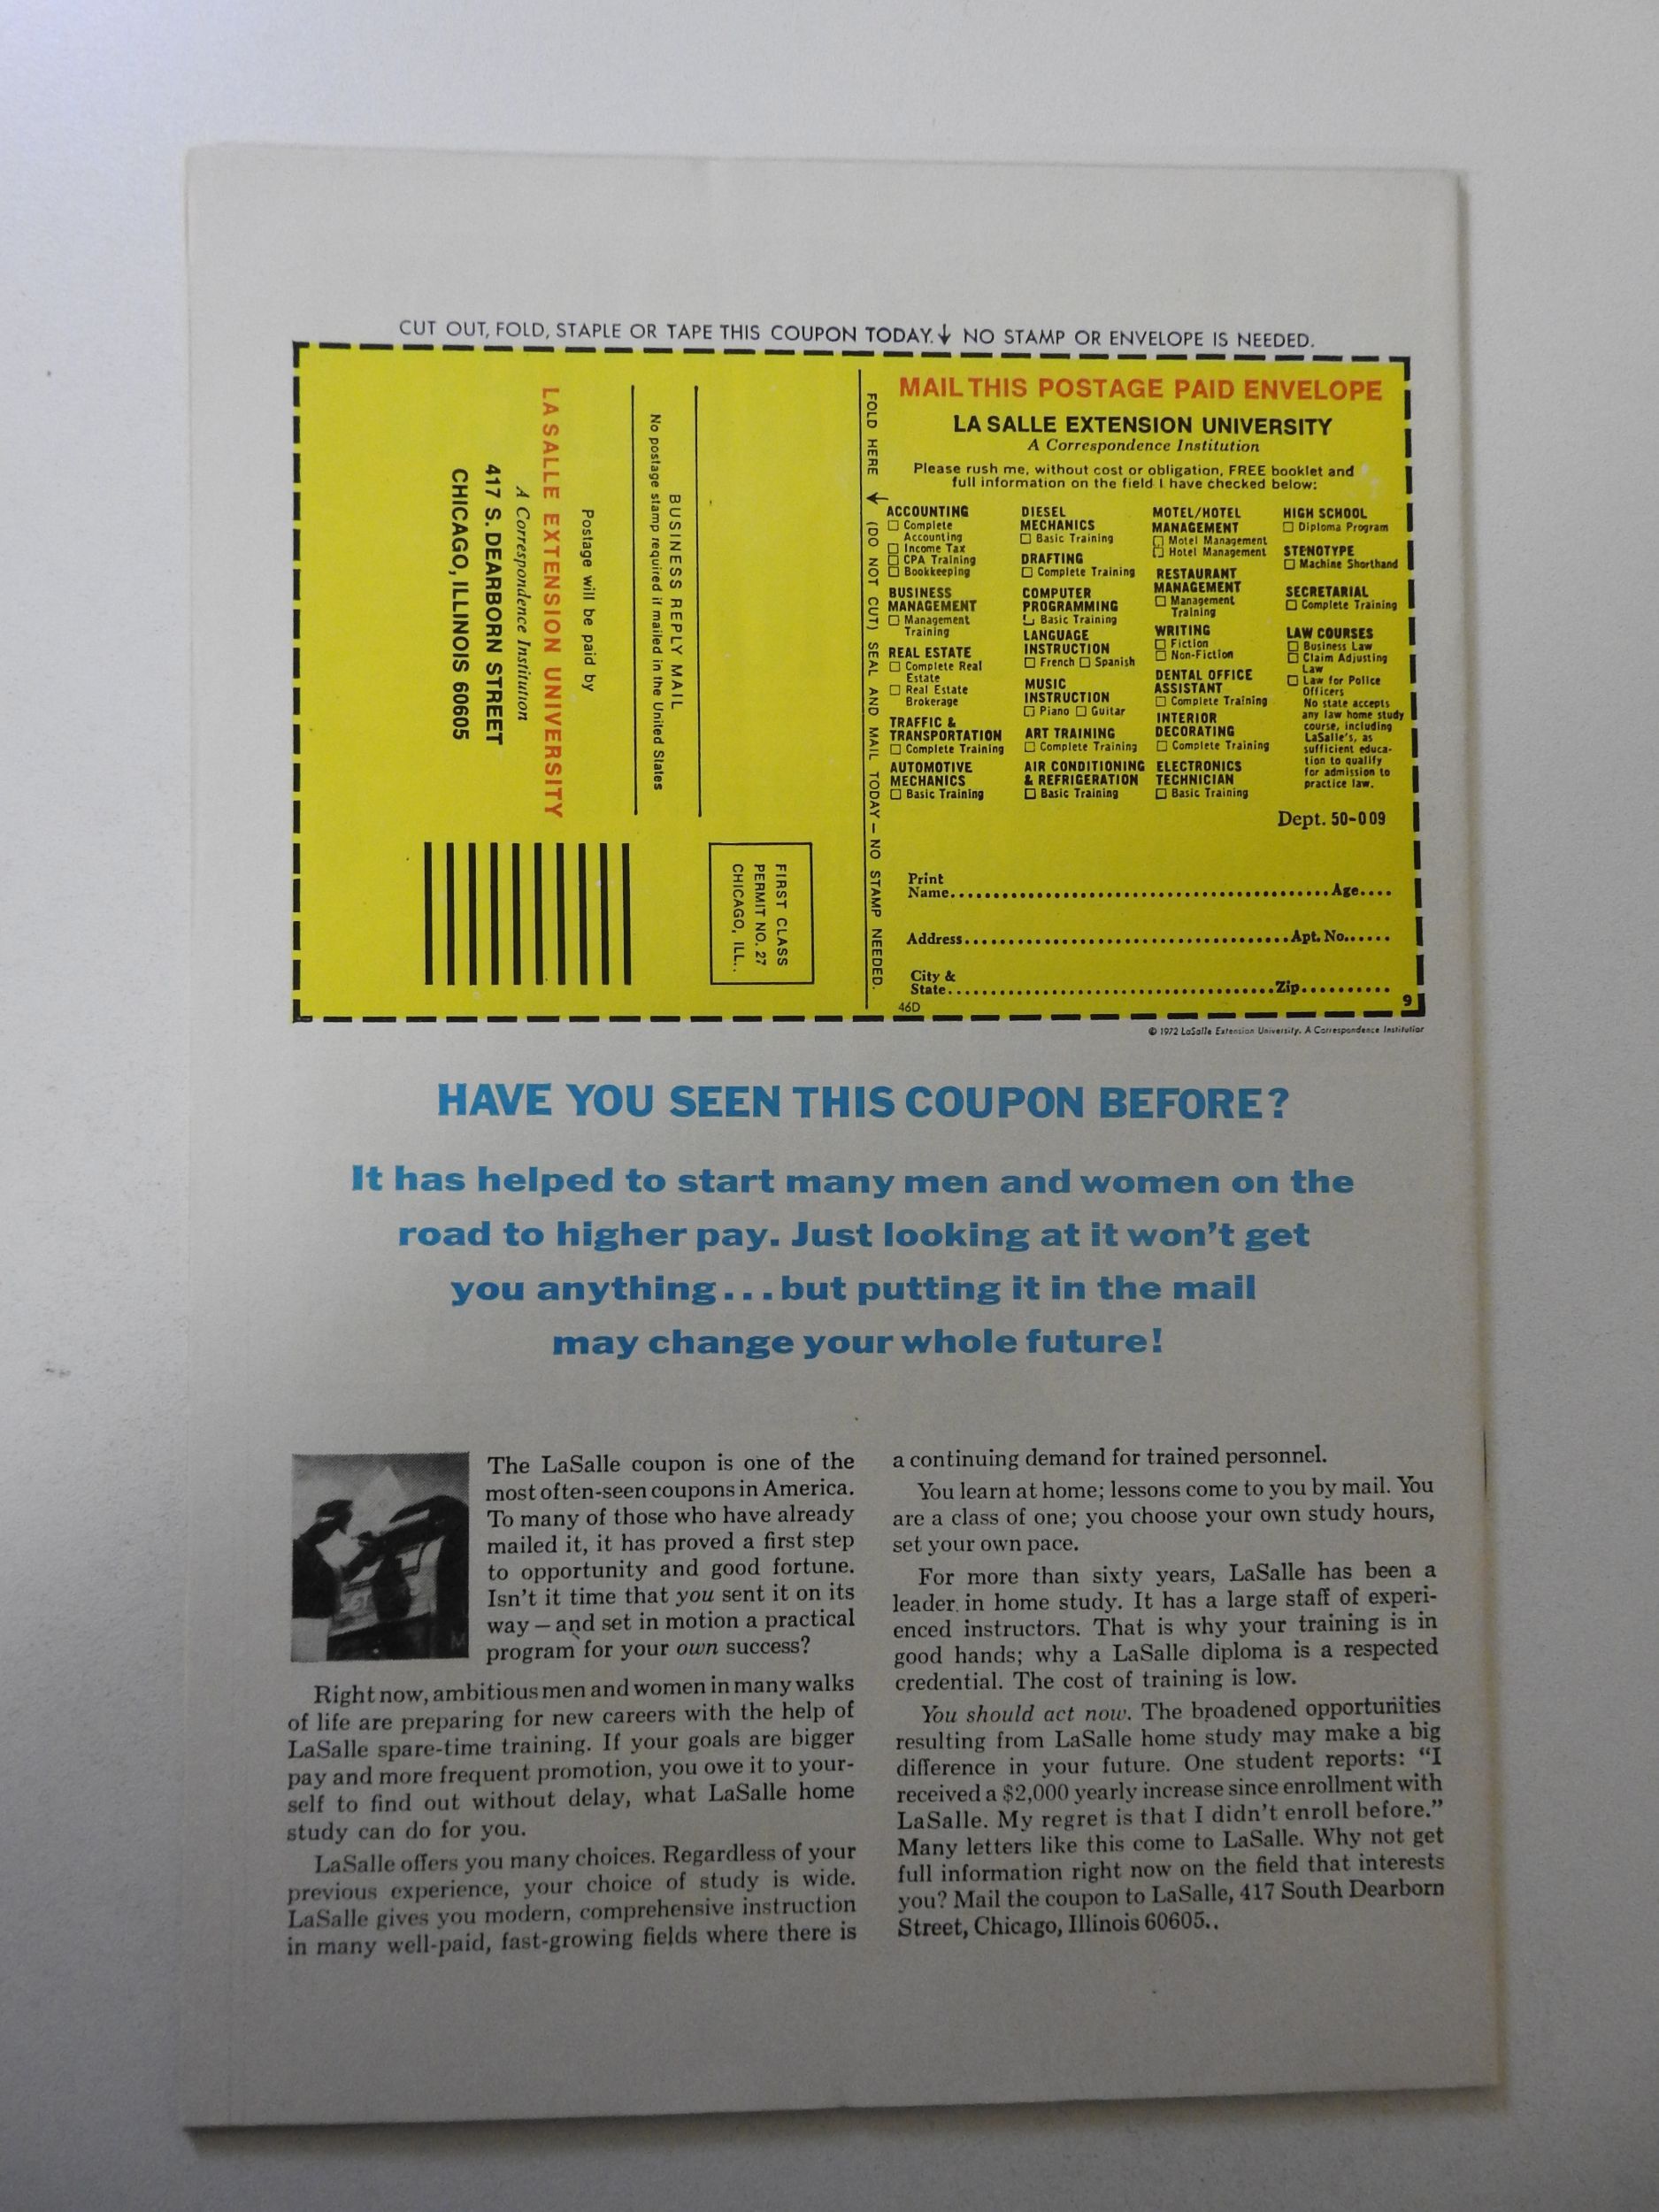 CUT OUT, FOLD, STAPLE OR TAPE THIS COUPON TODAY.↓ NO STAMP OR ENVELOPE IS NEEDED.
BUSINESS REPLY MAIL
No postage stamp required if mailed in the United States
Postage will be paid by
LASALLE EXTENSION UNIVERSITY
A Correspondence Institution
417 S. DEARBORN STREET
CHICAGO, ILLINOIS 60605
FIRST CLASS
PERMIT NO. 27
CHICAGO, ILL..
FOLD HERE ← (DO NOT CUT) SEAL AND MAIL TODAY — NO STAMP NEEDED.
MAIL THIS POSTAGE PAID ENVELOPE
LA SALLE EXTENSION UNIVERSITY
A Correspondence Institution
Please rush me, without cost or obligation, FREE booklet and
full information on the field I have checked below:
ACCOUNTING
☐ Complete
Accounting
☐ Income Tax
☐ CPA Training
☐ Bookkeeping
BUSINESS
MANAGEMENT
☐ Management
Training
REAL ESTATE
☐ Complete Real
Estate
☐ Real Estate
Brokerage
TRAFFIC &
TRANSPORTATION
☐ Complete Training
AUTOMOTIVE
MECHANICS
☐ Basic Training
DIESEL
MECHANICS
☐ Basic Training
DRAFTING
☐ Complete Training
COMPUTER
PROGRAMMING
☐ Basic Training
LANGUAGE
INSTRUCTION
☐ French ☐ Spanish
MUSIC
INSTRUCTION
☐ Piano ☐ Guitar
ART TRAINING
☐ Complete Training
AIR CONDITIONING
& REFRIGERATION
☐ Basic Training
MOTEL/HOTEL
MANAGEMENT
☐ Motel Management
☐ Hotel Management
RESTAURANT
MANAGEMENT
☐ Management
Training
WRITING
☐ Fiction
☐ Non-Fiction
DENTAL OFFICE
ASSISTANT
☐ Complete Training
INTERIOR
DECORATING
☐ Complete Training
ELECTRONICS
TECHNICIAN
☐ Basic Training
HIGH SCHOOL
☐ Diploma Program
STENOTYPE
☐ Machine Shorthand
SECRETARIAL
☐ Complete Training
LAW COURSES
☐ Business Law
☐ Claim Adjusting
Law
☐ Law for Police
Officers
No state accepts
any law home study
course, including
LaSalle's, as
sufficient educa-
tion to qualify
for admission to
practice law.
Dept. 50-009
Print
Name.......... Age....
Address.......... Apt. No......
City &
State.......... Zip..........
46D
9
© 1972 LaSalle Extension University, A Correspondence Institution
HAVE YOU SEEN THIS COUPON BEFORE?
It has helped to start many men and women on the
road to higher pay. Just looking at it won't get
you anything...but putting it in the mail
may change your whole future!
The LaSalle coupon is one of the
most often-seen coupons in America.
To many of those who have already
mailed it, it has proved a first step
to opportunity and good fortune.
Isn't it time that you sent it on its
way — and set in motion a practical
program for your own success?
Right now, ambitious men and women in many walks
of life are preparing for new careers with the help of
LaSalle spare-time training. If your goals are bigger
pay and more frequent promotion, you owe it to your-
self to find out without delay, what LaSalle home
study can do for you.
LaSalle offers you many choices. Regardless of your
previous experience, your choice of study is wide.
LaSalle gives you modern, comprehensive instruction
in many well-paid, fast-growing fields where there is
a continuing demand for trained personnel.
You learn at home; lessons come to you by mail. You
are a class of one; you choose your own study hours,
set your own pace.
For more than sixty years, LaSalle has been a
leader in home study. It has a large staff of experi-
enced instructors. That is why your training is in
good hands; why a LaSalle diploma is a respected
credential. The cost of training is low.
You should act now. The broadened opportunities
resulting from LaSalle home study may make a big
difference in your future. One student reports: "I
received a $2,000 yearly increase since enrollment with
LaSalle. My regret is that I didn't enroll before."
Many letters like this come to LaSalle. Why not get
full information right now on the field that interests
you? Mail the coupon to LaSalle, 417 South Dearborn
Street, Chicago, Illinois 60605..